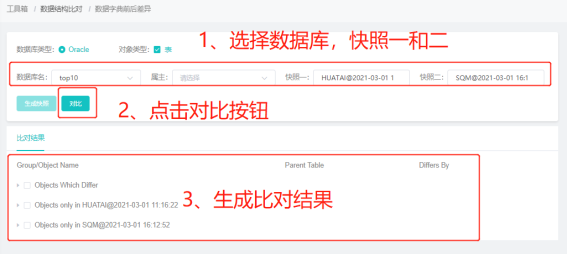 工具箱 / 数据结构比对 / 数据字典前后差异
1、选择数据库，快照一和二
数据库类型： Oracle 对象类型： 表
数据库名： top10 属主： 请选择 快照一： HUATAI@2021-03-01 1 快照二： SQM@2021-03-01 16:1
生成快照 对比
2、点击对比按钮
比对结果
Group/Object Name Parent Table Differs By
Objects Which Differ
3、生成比对结果
Objects only in HUATAI@2021-03-01 11:16:22
Objects only in SQM@2021-03-01 16:12:52